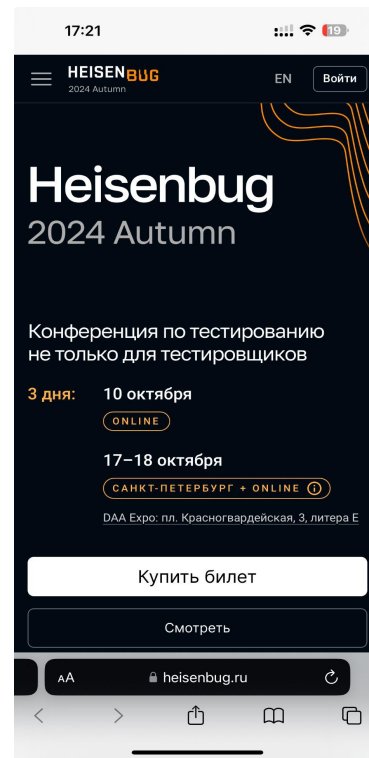 17:21
19
HEISENBUG
2024 Autumn
EN
Войти
Heisenbug
2024 Autumn
Конференция по тестированию
не только для тестировщиков
3 дня:
10 октября
ONLINE
17–18 октября
САНКТ-ПЕТЕРБУРГ + ONLINE
DAA Expo: пл. Красногвардейская, 3, литера Е
Купить билет
Смотреть
AA
heisenbug.ru